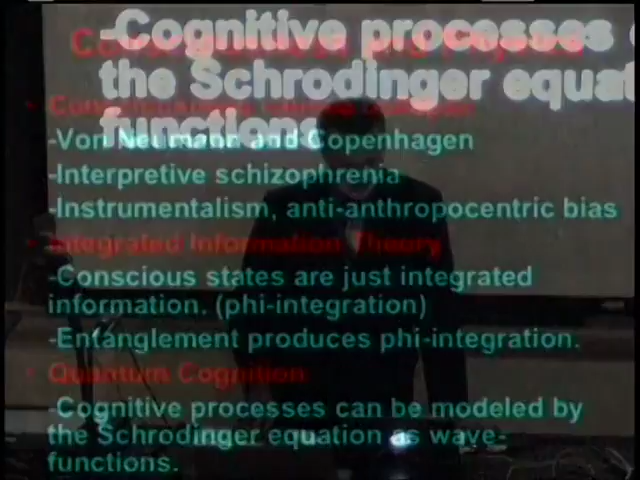 -Cognitive processes
the Schrodinger equat
functions.
-Von Neumann and Copenhagen
-Interpretive schizophrenia
-Instrumentalism, anti-anthropocentric bias
• Integrated Information Theory
-Conscious states are just integrated
information. (phi-integration)
-Entanglement produces phi-integration.
• Quantum Cognition
-Cognitive processes can be modeled by
the Schrodinger equation as wave-
functions.